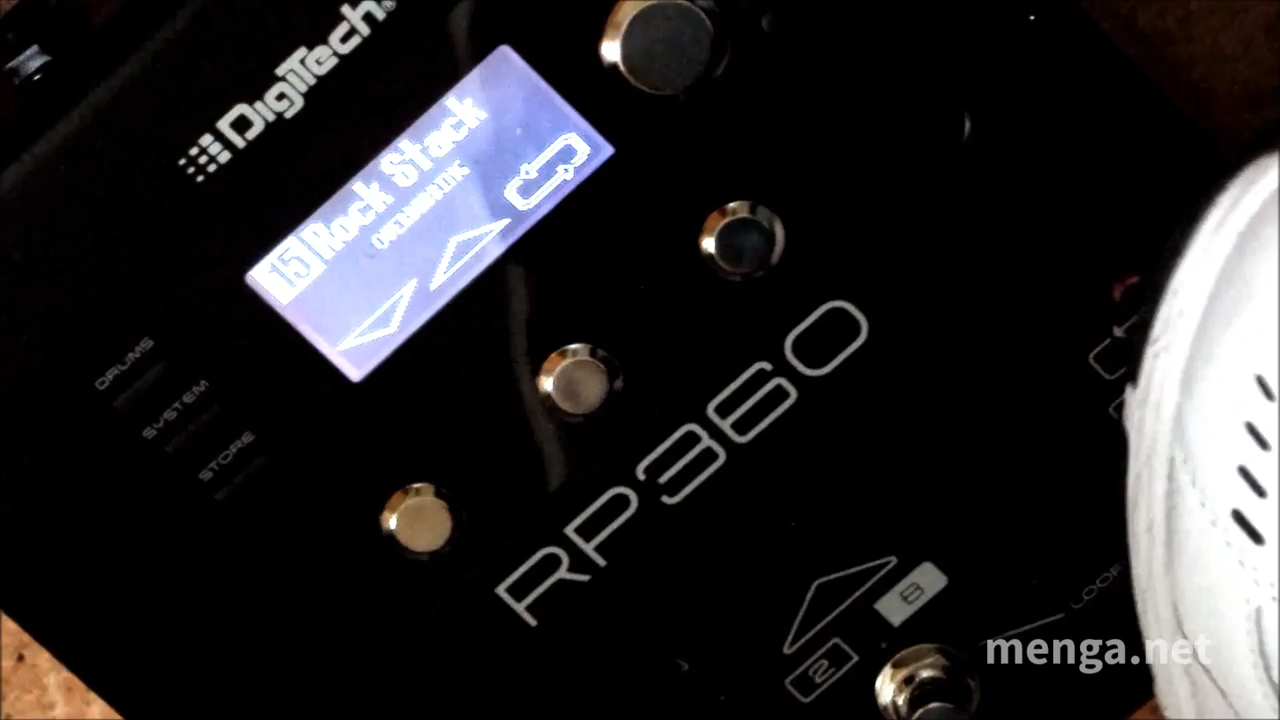 DigiTech®
15 Rock Stack
DRUMS
SYSTEM
STORE
RP360
B
2
LOOP
menga.net